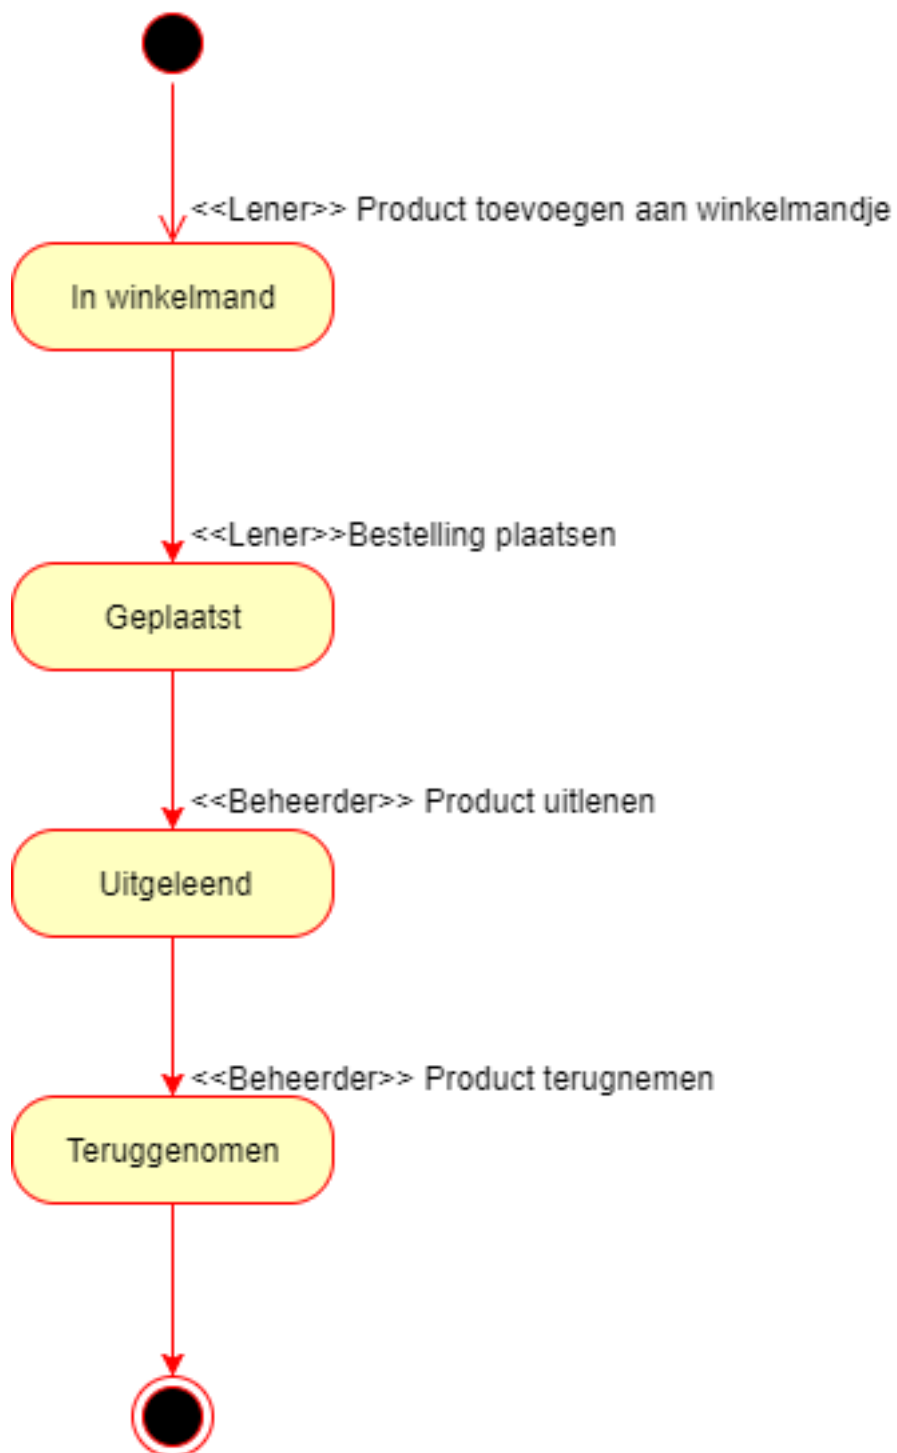 <<Lener>> Product toevoegen aan winkelmandje
In winkelmand
<<Lener>>Bestelling plaatsen
Geplaatst
<<Beheerder>> Product uitlenen
Uitgeleend
<<Beheerder>> Product terugnemen
Teruggenomen